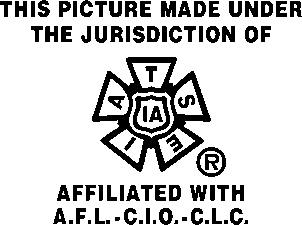 THIS PICTURE MADE UNDER
THE JURISDICTION OF
I A T S E
IA
®
AFFILIATED WITH
A.F.L.-C.I.O.-C.L.C.